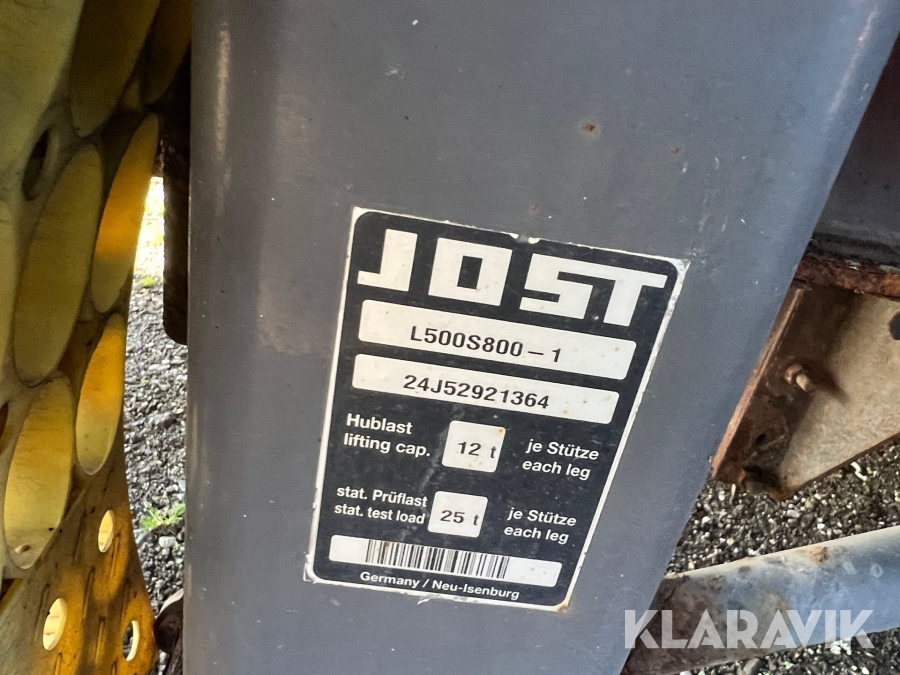 JOST
L500S800-1
24J52921364
Hublast
lifting cap.
12 t
je Stütze
each leg
stat. Prüflast
stat. test load
25 t
je Stütze
each leg
Germany / Neu-Isenburg
KLARAVIK